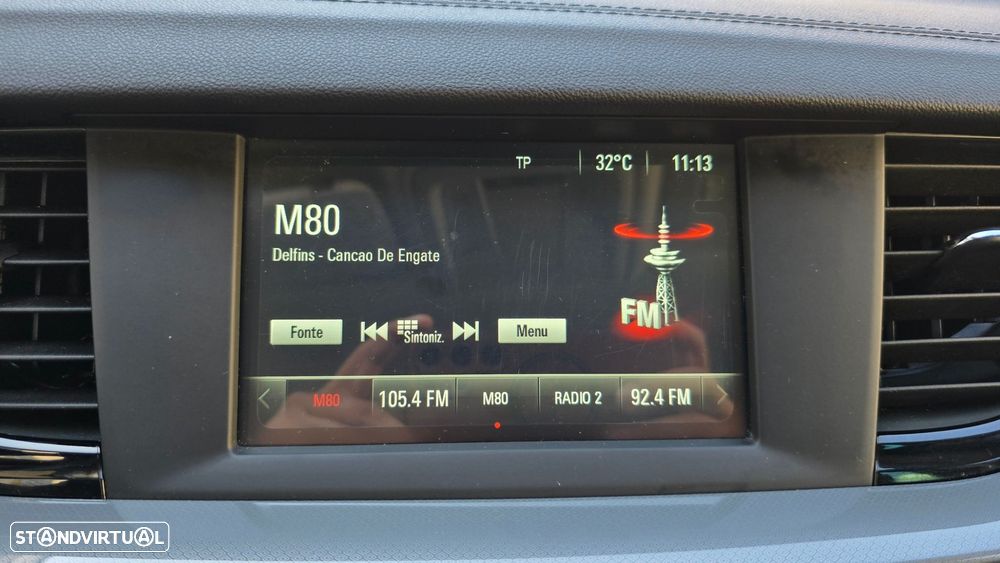 TP 32°C 11:13
M80
Delfins - Cancao De Engate
FM
Fonte Sintoniz. Menu
M80 105.4 FM M80 RADIO 2 92.4 FM
STANDVIRTUAL